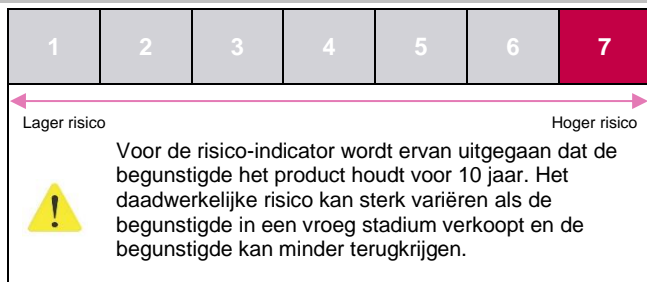 1 2 3 4 5 6 7
Lager risico Hoger risico
Voor de risico-indicator wordt ervan uitgegaan dat de
begunstigde het product houdt voor 10 jaar. Het
daadwerkelijke risico kan sterk variëren als de
begunstigde in een vroeg stadium verkoopt en de
begunstigde kan minder terugkrijgen.